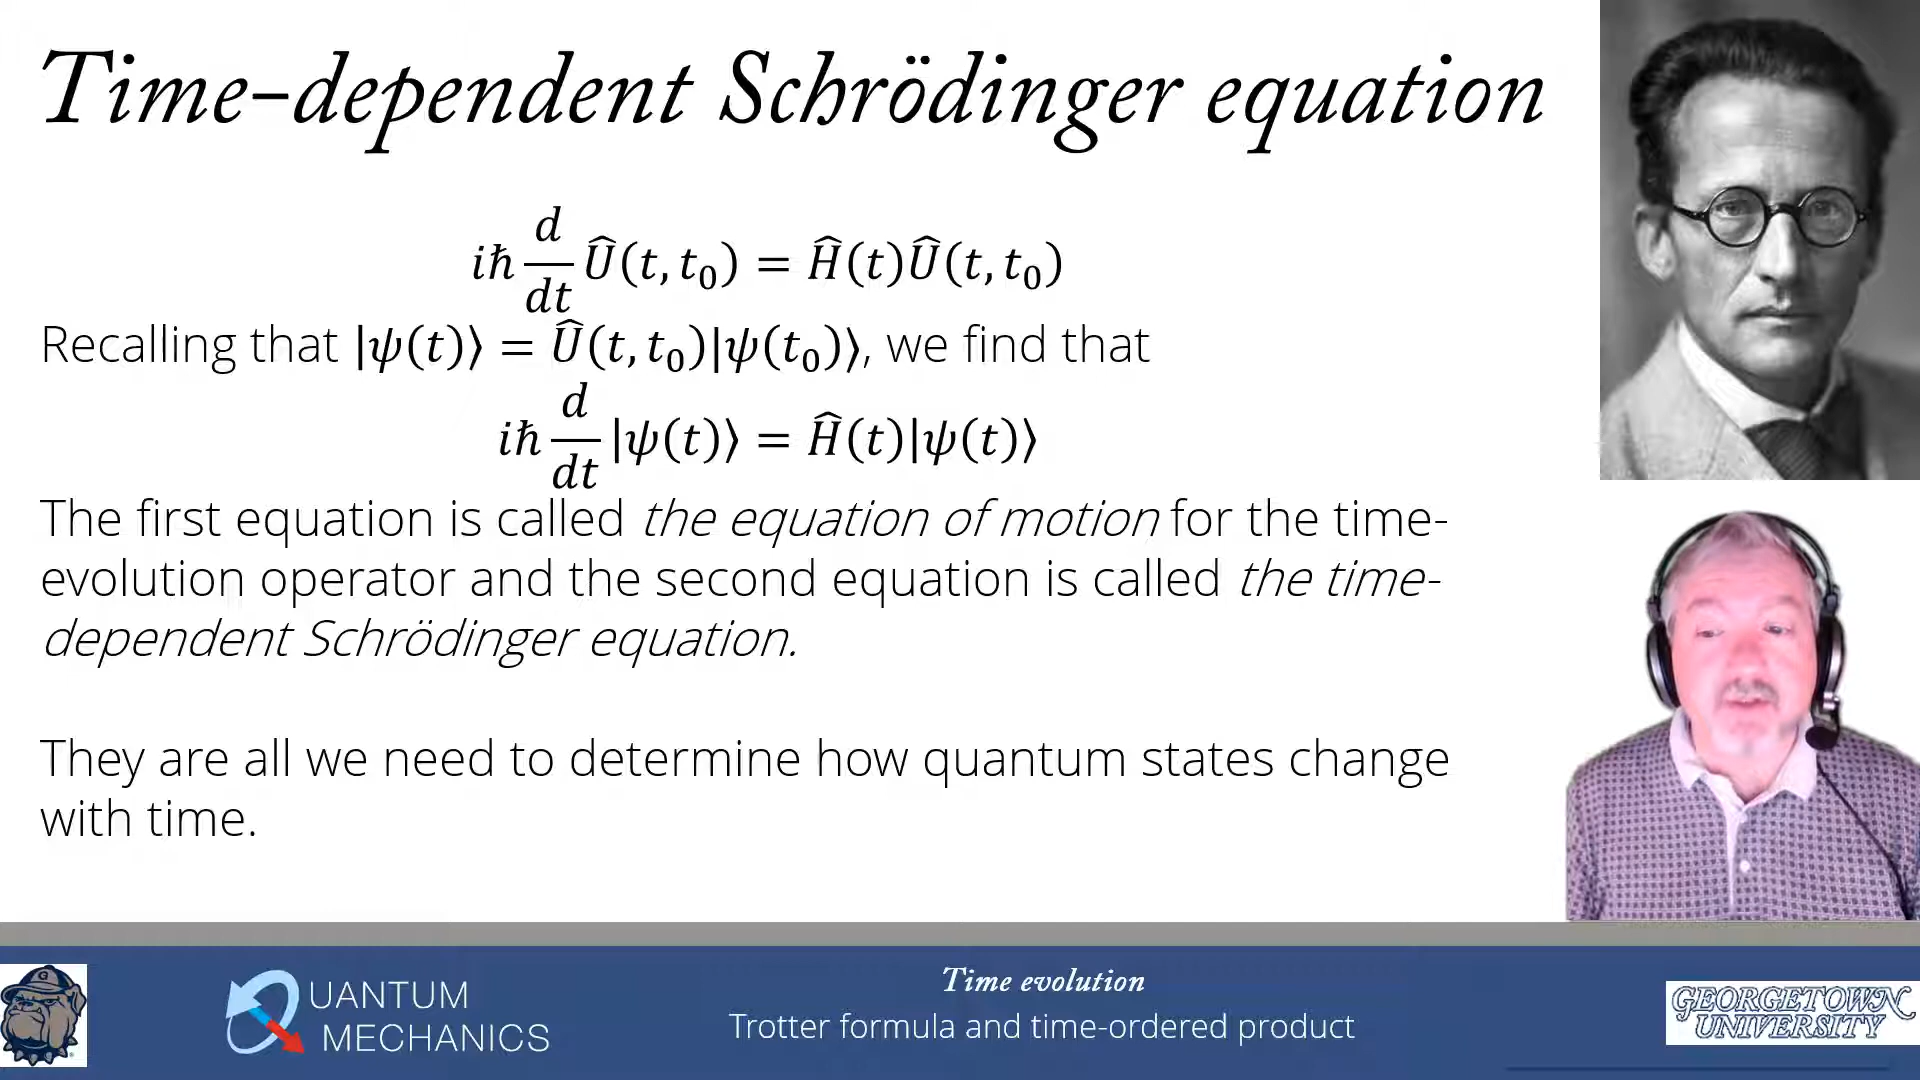 Time-dependent Schrödinger equation
iħ d/dt Û(t, t₀) = Ĥ(t)Û(t, t₀)
Recalling that |ψ(t)⟩ = Û(t, t₀)|ψ(t₀)⟩, we find that
iħ d/dt |ψ(t)⟩ = Ĥ(t)|ψ(t)⟩
The first equation is called the equation of motion for the time-
evolution operator and the second equation is called the time-
dependent Schrödinger equation.
They are all we need to determine how quantum states change
with time.
G
UANTUM
MECHANICS
Time evolution
Trotter formula and time-ordered product
GEORGETOWN
UNIVERSITY